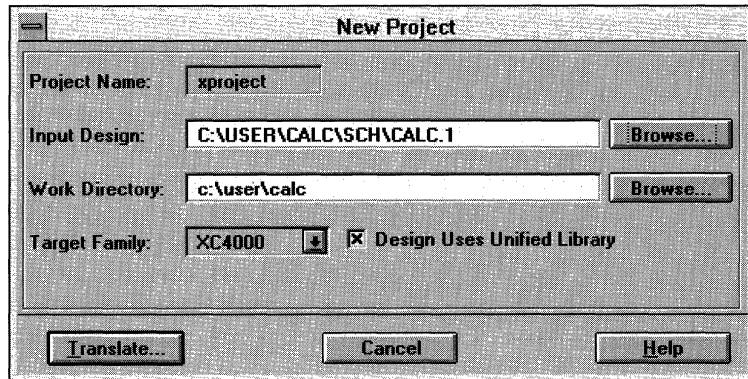 New Project
Project Name: xproject
Input Design: C:\USER\CALC\SCH\CALC.1 Browse...
Work Directory: c:\user\calc Browse...
Target Family: XC4000 Design Uses Unified Library
Translate... Cancel Help